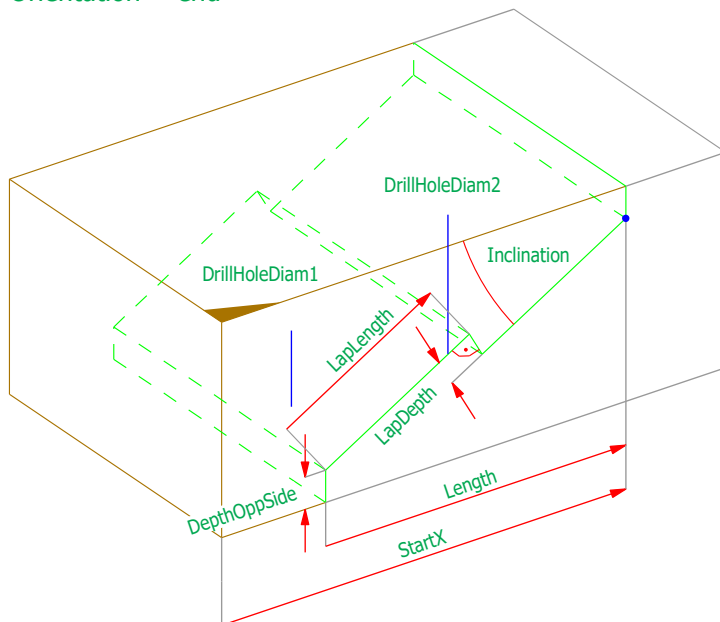 DrillHoleDiam2
Inclination
DrillHoleDiam1
LapLength
LapDepth
DepthOppSide
Length
StartX